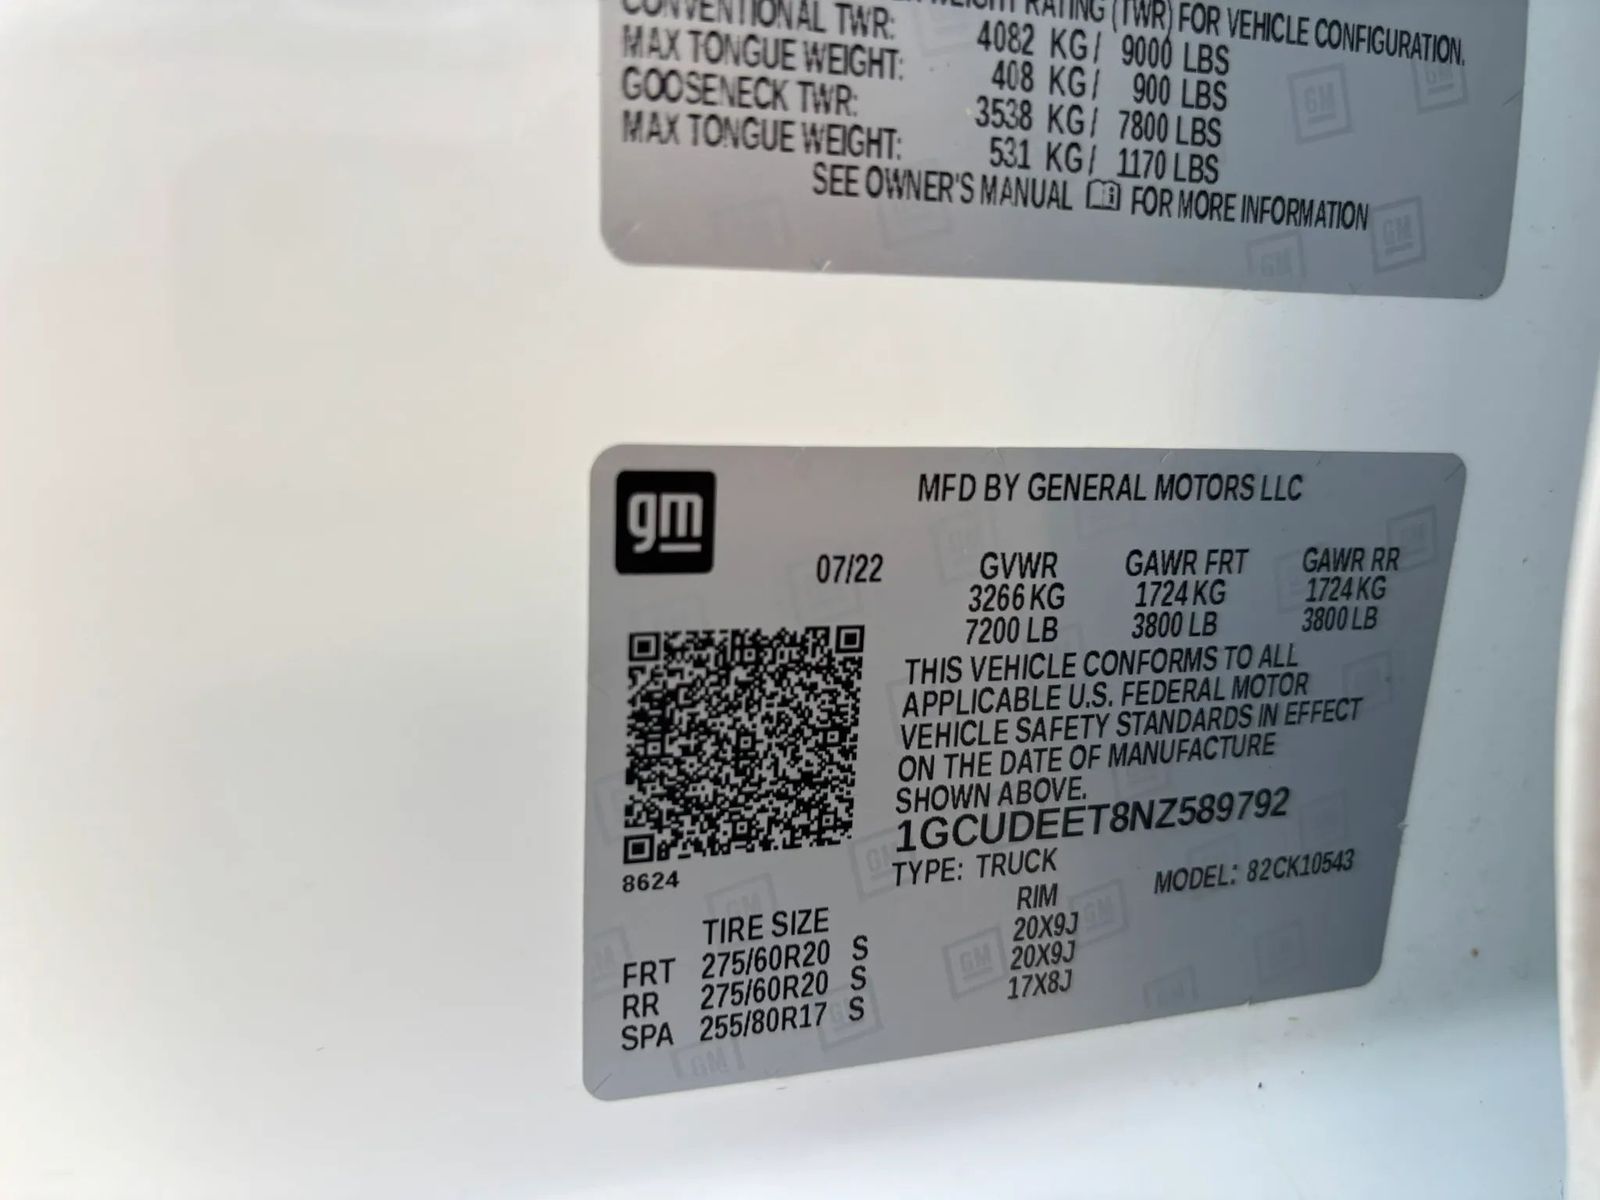 WEIGHT RATING (TWR) FOR VEHICLE CONFIGURATION.
CONVENTIONAL TWR: 4082 KG/ 9000 LBS
MAX TONGUE WEIGHT: 408 KG/ 900 LBS
GOOSENECK TWR: 3538 KG/ 7800 LBS
MAX TONGUE WEIGHT: 531 KG/ 1170 LBS
SEE OWNER'S MANUAL FOR MORE INFORMATION
gm
MFD BY GENERAL MOTORS LLC
07/22 GVWR GAWR FRT GAWR RR
3266 KG 1724 KG 1724 KG
7200 LB 3800 LB 3800 LB
THIS VEHICLE CONFORMS TO ALL
APPLICABLE U.S. FEDERAL MOTOR
VEHICLE SAFETY STANDARDS IN EFFECT
ON THE DATE OF MANUFACTURE
SHOWN ABOVE.
1GCUDEET8NZ589792
TYPE: TRUCK MODEL: 82CK10543
8624
TIRE SIZE RIM
FRT 275/60R20 S 20X9J
RR 275/60R20 S 20X9J
SPA 255/80R17 S 17X8J